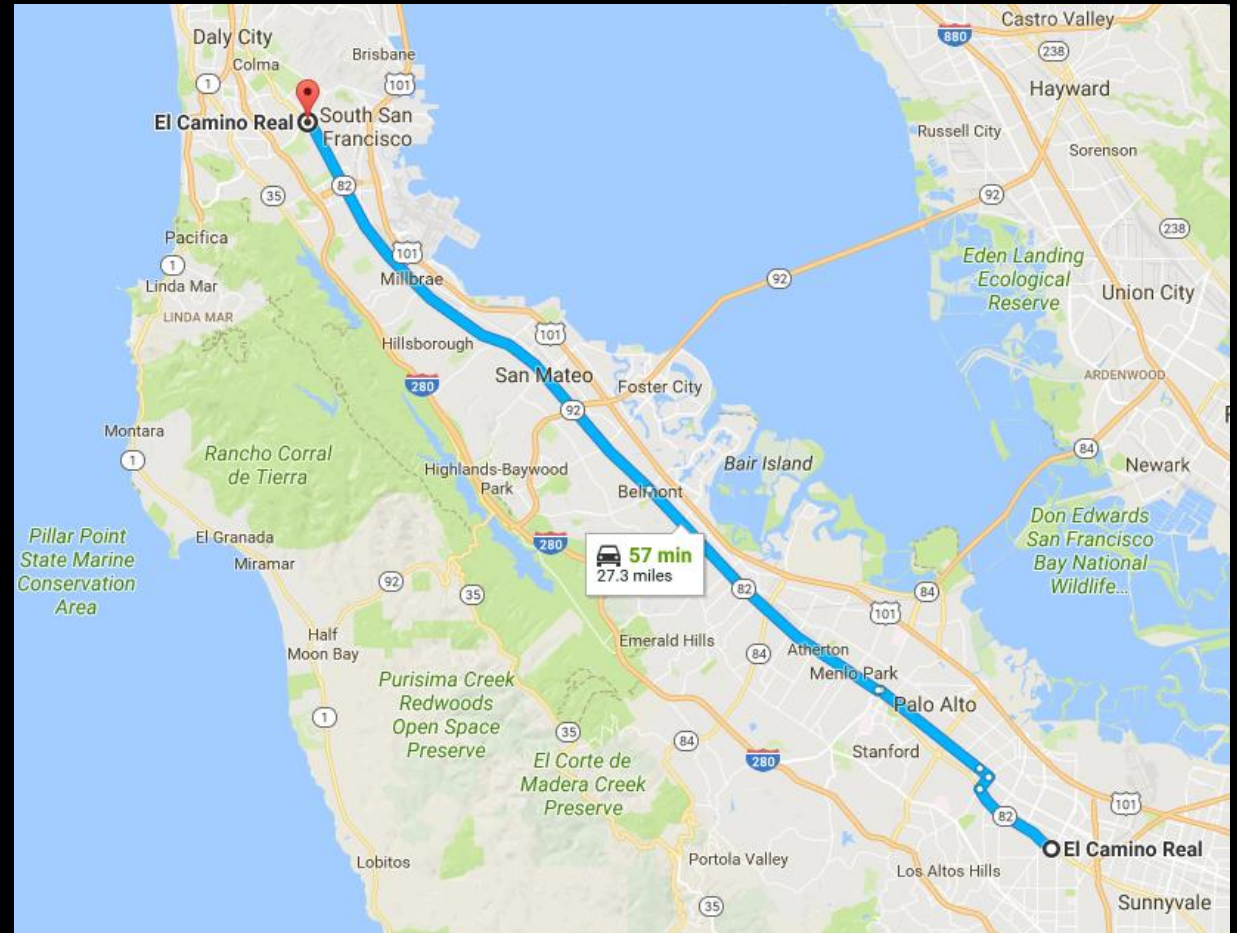 Castro Valley
880
Daly City
Colma
Brisbane
238
1
101
Hayward
El Camino Real
South San
Francisco
Russell City
Sorenson
82
35
92
238
Pacifica
101
1
Millbrae
92
Eden Landing
Ecological
Reserve
Linda Mar
Union City
LINDA MAR
101
Hillsborough
San Mateo
280
Foster City
ARDENWOOD
92
Montara
1
Rancho Corral
de Tierra
84
Highlands-Baywood
Park
Bair Island
Newark
Belmont
Pillar Point
State Marine
Conservation
Area
El Granada
280
57 min
27.3 miles
Don Edwards
San Francisco
Bay National
Wildlife...
Miramar
92
35
82
84
101
Half
Moon Bay
Emerald Hills
84
Atherton
Menlo Park
Purisima Creek
Redwoods
Open Space
Preserve
Palo Alto
1
35
84
280
Stanford
El Corte de
Madera Creek
Preserve
101
82
El Camino Real
Lobitos
Portola Valley
Los Altos Hills
35
Sunnyvale